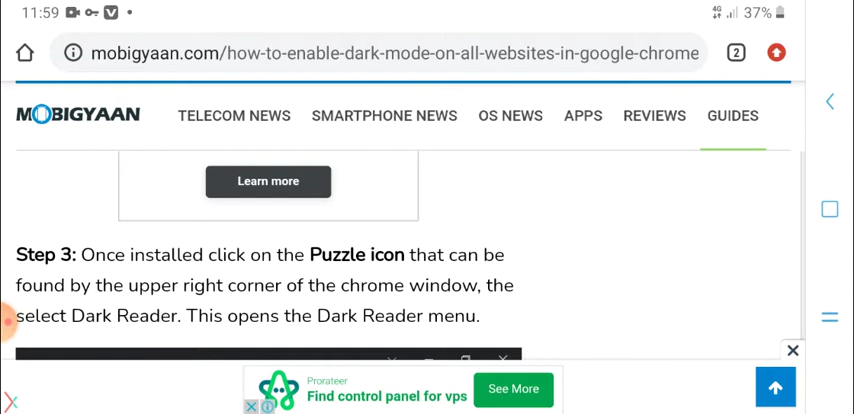 11:59 4G 37%
mobigyaan.com/how-to-enable-dark-mode-on-all-websites-in-google-chrome 2
MOBIGYAAN TELECOM NEWS SMARTPHONE NEWS OS NEWS APPS REVIEWS GUIDES
Learn more
Step 3: Once installed click on the Puzzle icon that can be
found by the upper right corner of the chrome window, the
select Dark Reader. This opens the Dark Reader menu.
Prorateer
Find control panel for vps
See More